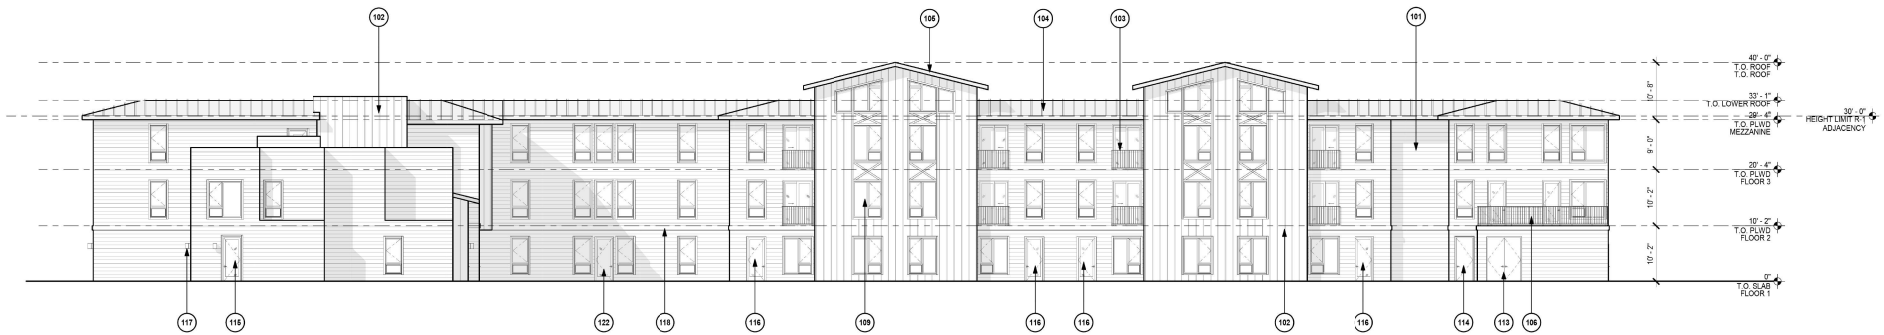 102
105
104
103
101
40' - 0"
T.O. ROOF
T.O. ROOF
10' - 8"
33' - 1"
T.O. LOWER ROOF
30' - 0"
HEIGHT LIMIT R-1
ADJACENCY
29' - 4"
T.O. PLWD
MEZZANINE
9' - 0"
20' - 4"
T.O. PLWD
FLOOR 3
10' - 2"
10' - 2"
T.O. PLWD
FLOOR 2
10' - 2"
0"
T.O. SLAB
FLOOR 1
117
115
122
118
116
109
116
116
102
116
114
113
106